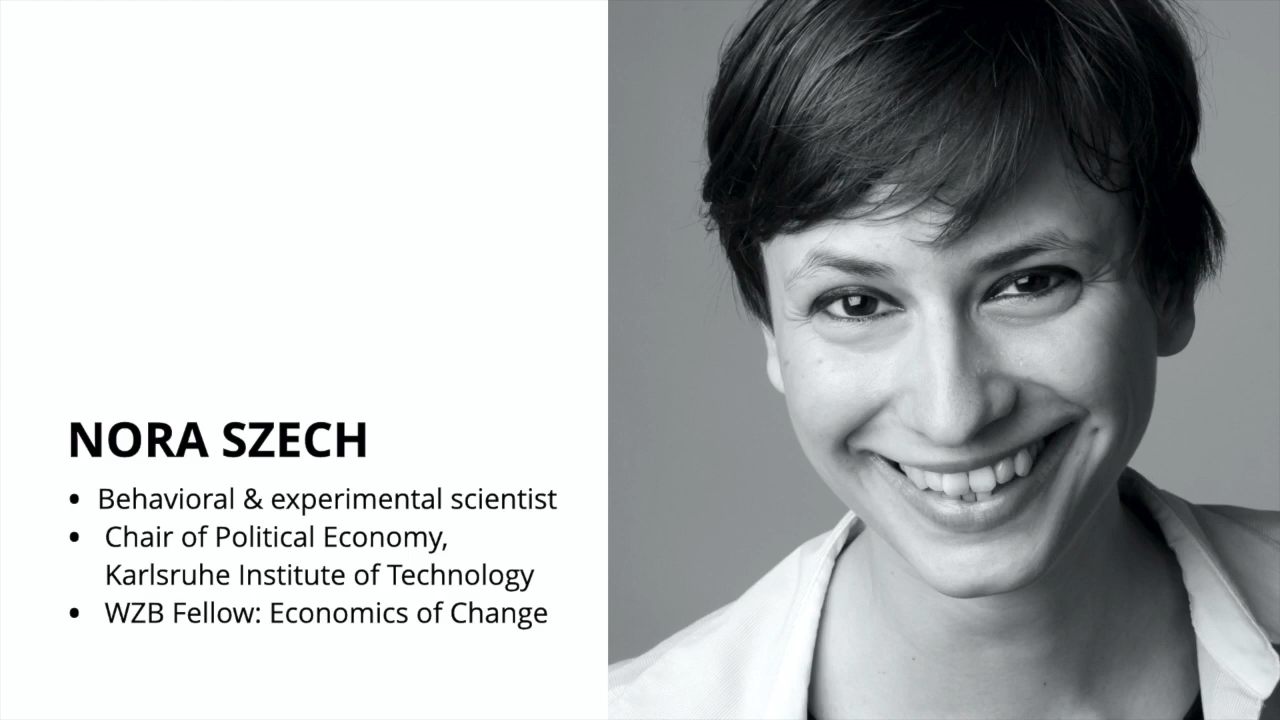 NORA SZECH
• Behavioral & experimental scientist
• Chair of Political Economy,
Karlsruhe Institute of Technology
• WZB Fellow: Economics of Change